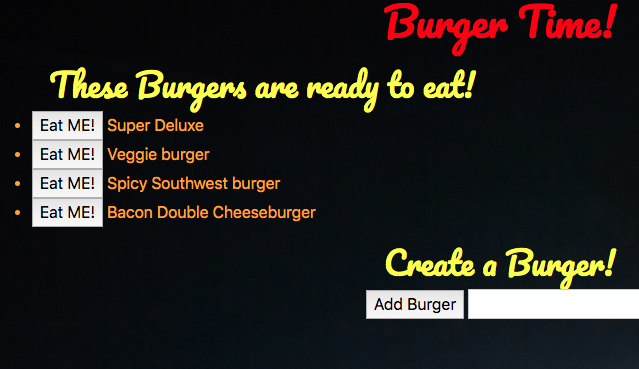 Burger Time!
These Burgers are ready to eat!
Eat ME! Super Deluxe
Eat ME! Veggie burger
Eat ME! Spicy Southwest burger
Eat ME! Bacon Double Cheeseburger
Create a Burger!
Add Burger